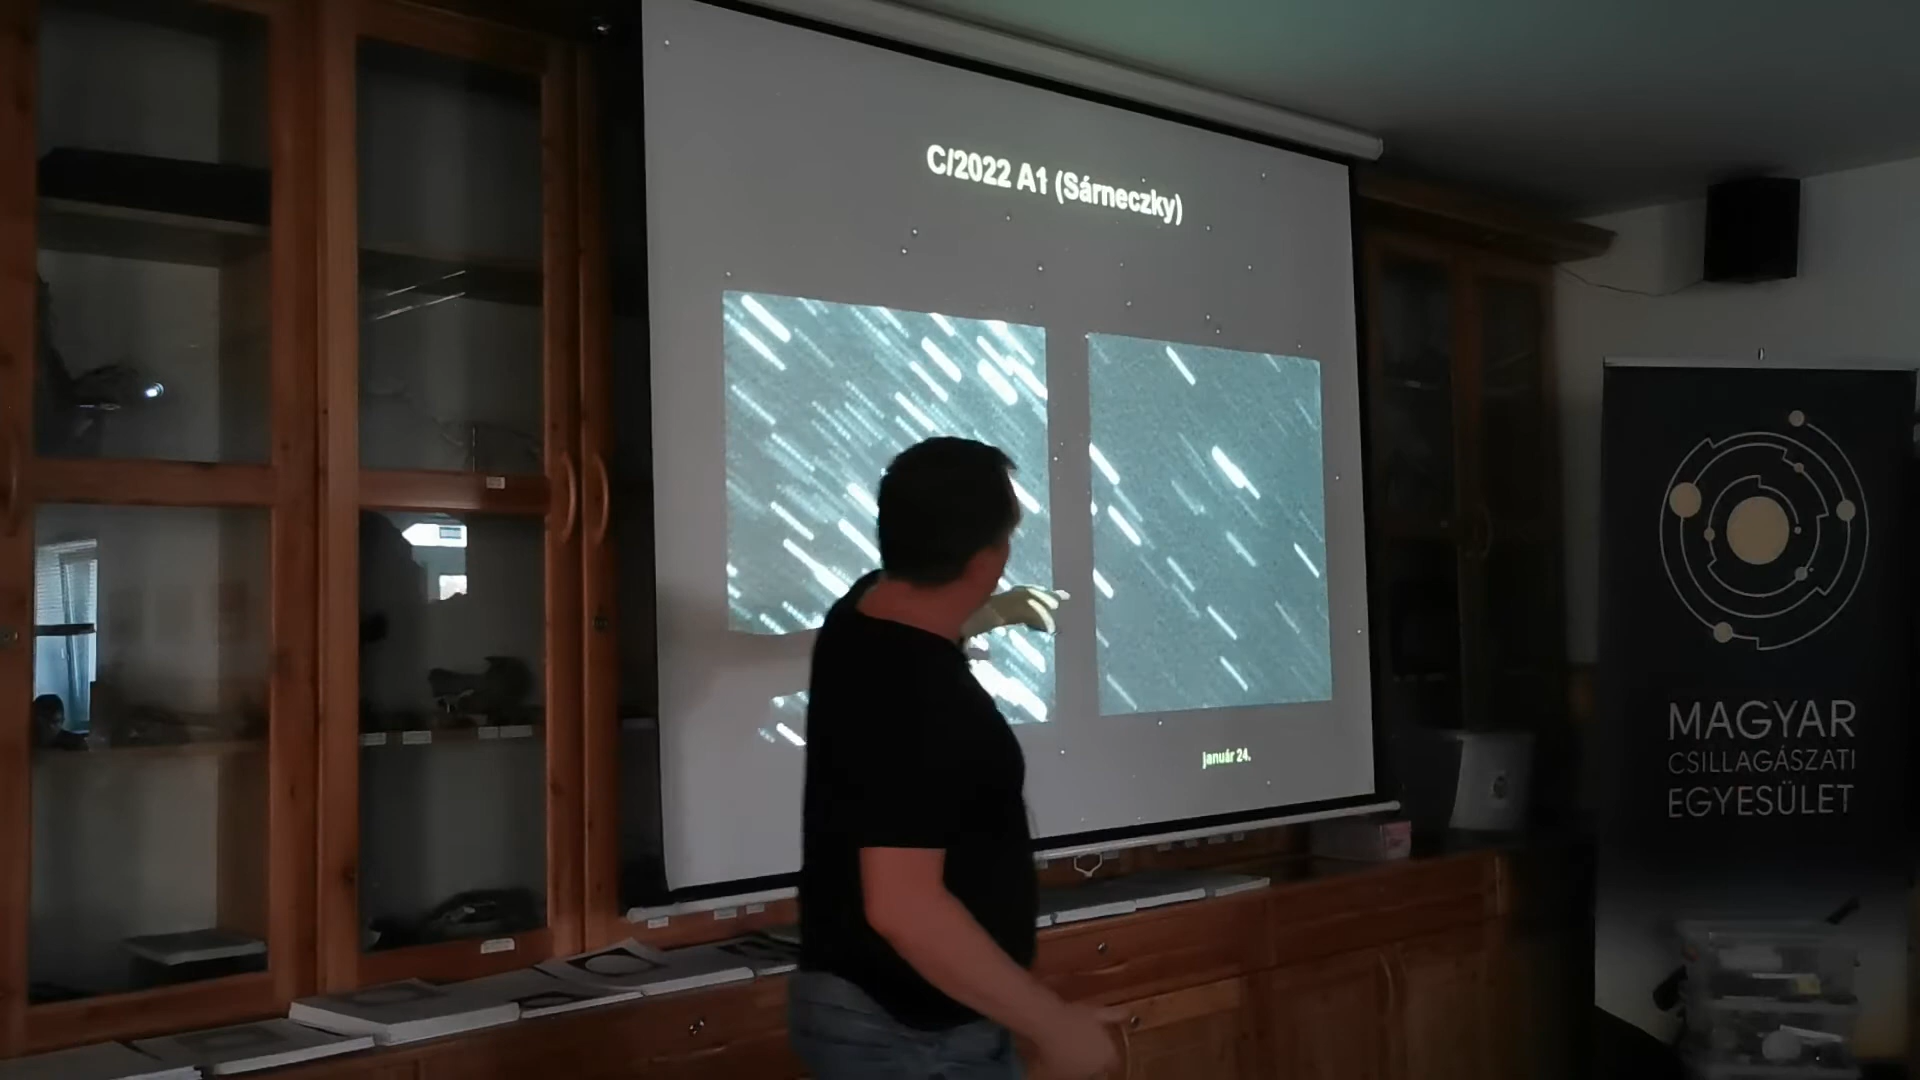 C/2022 A1 (Sárneczky)
január 24.
MAGYAR
CSILLAGÁSZATI
EGYESÜLET